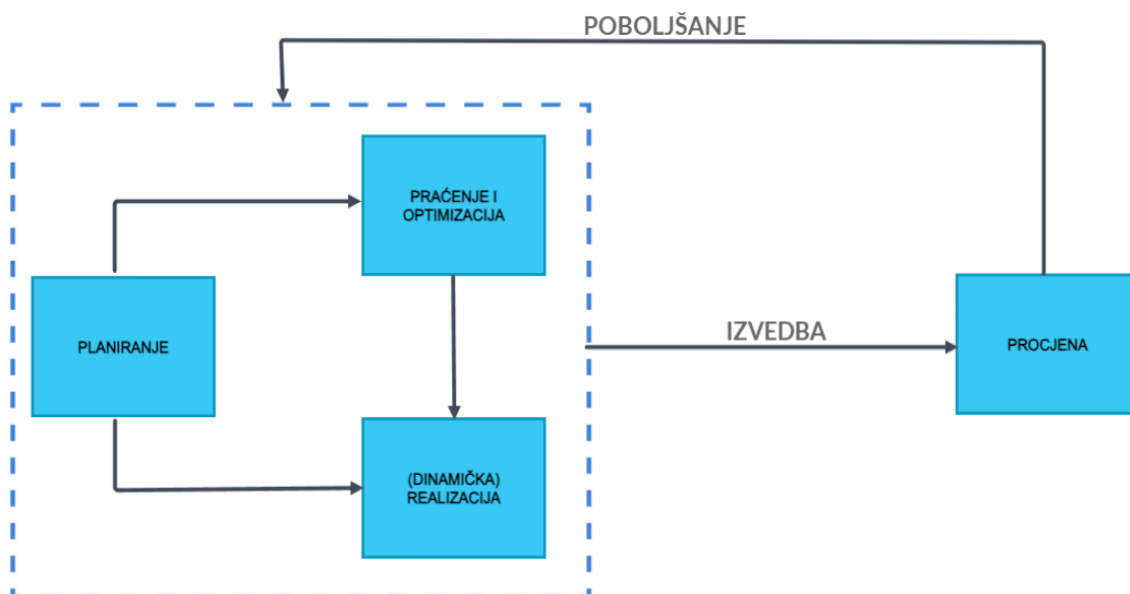 POBOLJŠANJE
PRAĆENJE I
OPTIMIZACIJA
PLANIRANJE
IZVEDBA
PROCJENA
(DINAMIČKA)
REALIZACIJA